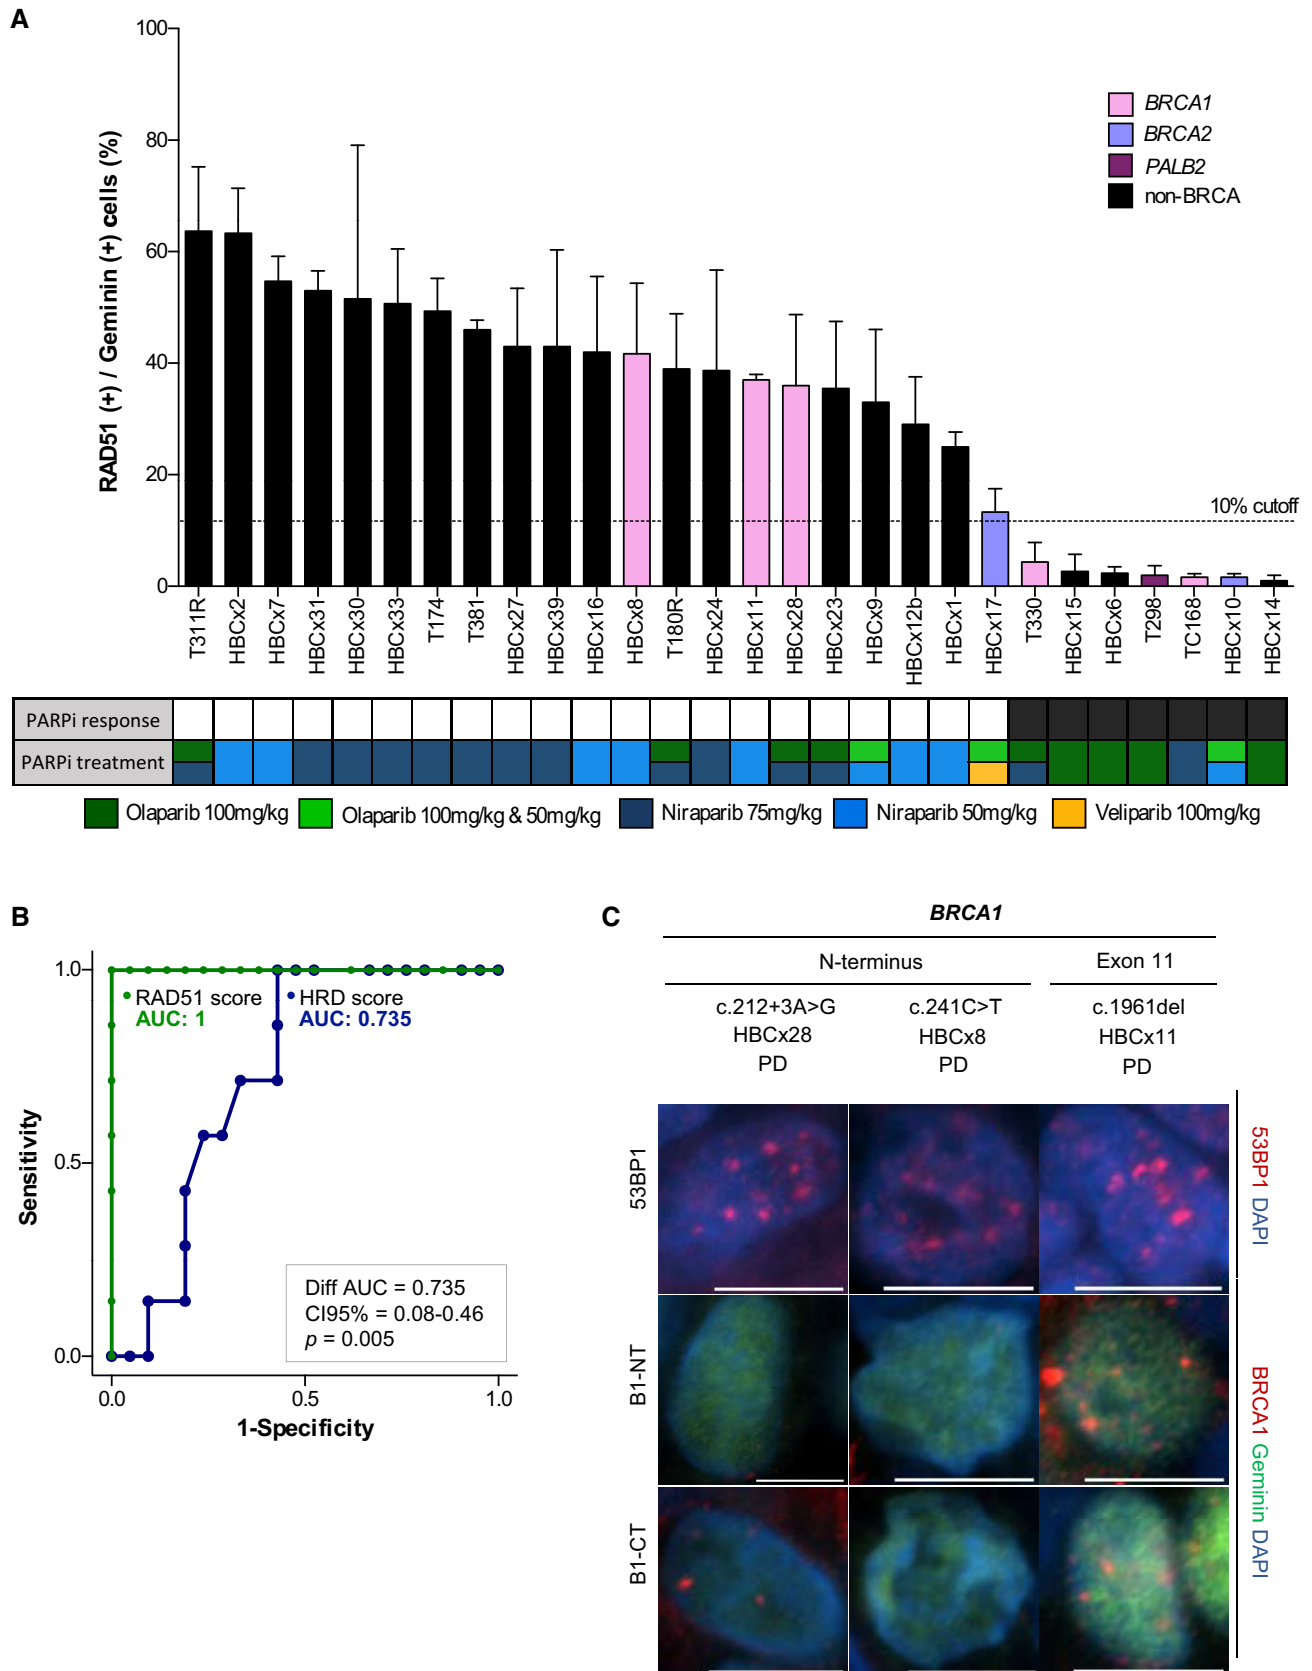 A
100
80
60
40
20
0
RAD51 (+) / Geminin (+) cells (%)
BRCA1
BRCA2
PALB2
non-BRCA
10% cutoff
T311R
HBCx2
HBCx7
HBCx31
HBCx30
HBCx33
T174
T381
HBCx27
HBCx39
HBCx16
HBCx8
T180R
HBCx24
HBCx11
HBCx28
HBCx23
HBCx9
HBCx12b
HBCx1
HBCx17
T330
HBCx15
HBCx6
T298
TC168
HBCx10
HBCx14
PARPi response
PARPi treatment
Olaparib 100mg/kg
Olaparib 100mg/kg & 50mg/kg
Niraparib 75mg/kg
Niraparib 50mg/kg
Veliparib 100mg/kg
B
1.0
0.5
0.0
Sensitivity
RAD51 score
AUC: 1
HRD score
AUC: 0.735
Diff AUC = 0.735
CI95% = 0.08-0.46
p = 0.005
0.0 0.5 1.0
1-Specificity
C
BRCA1
N-terminus Exon 11
c.212+3A>G c.241C>T c.1961del
HBCx28 HBCx8 HBCx11
PD PD PD
53BP1
B1-NT
B1-CT
53BP1 DAPI
BRCA1 Geminin DAPI